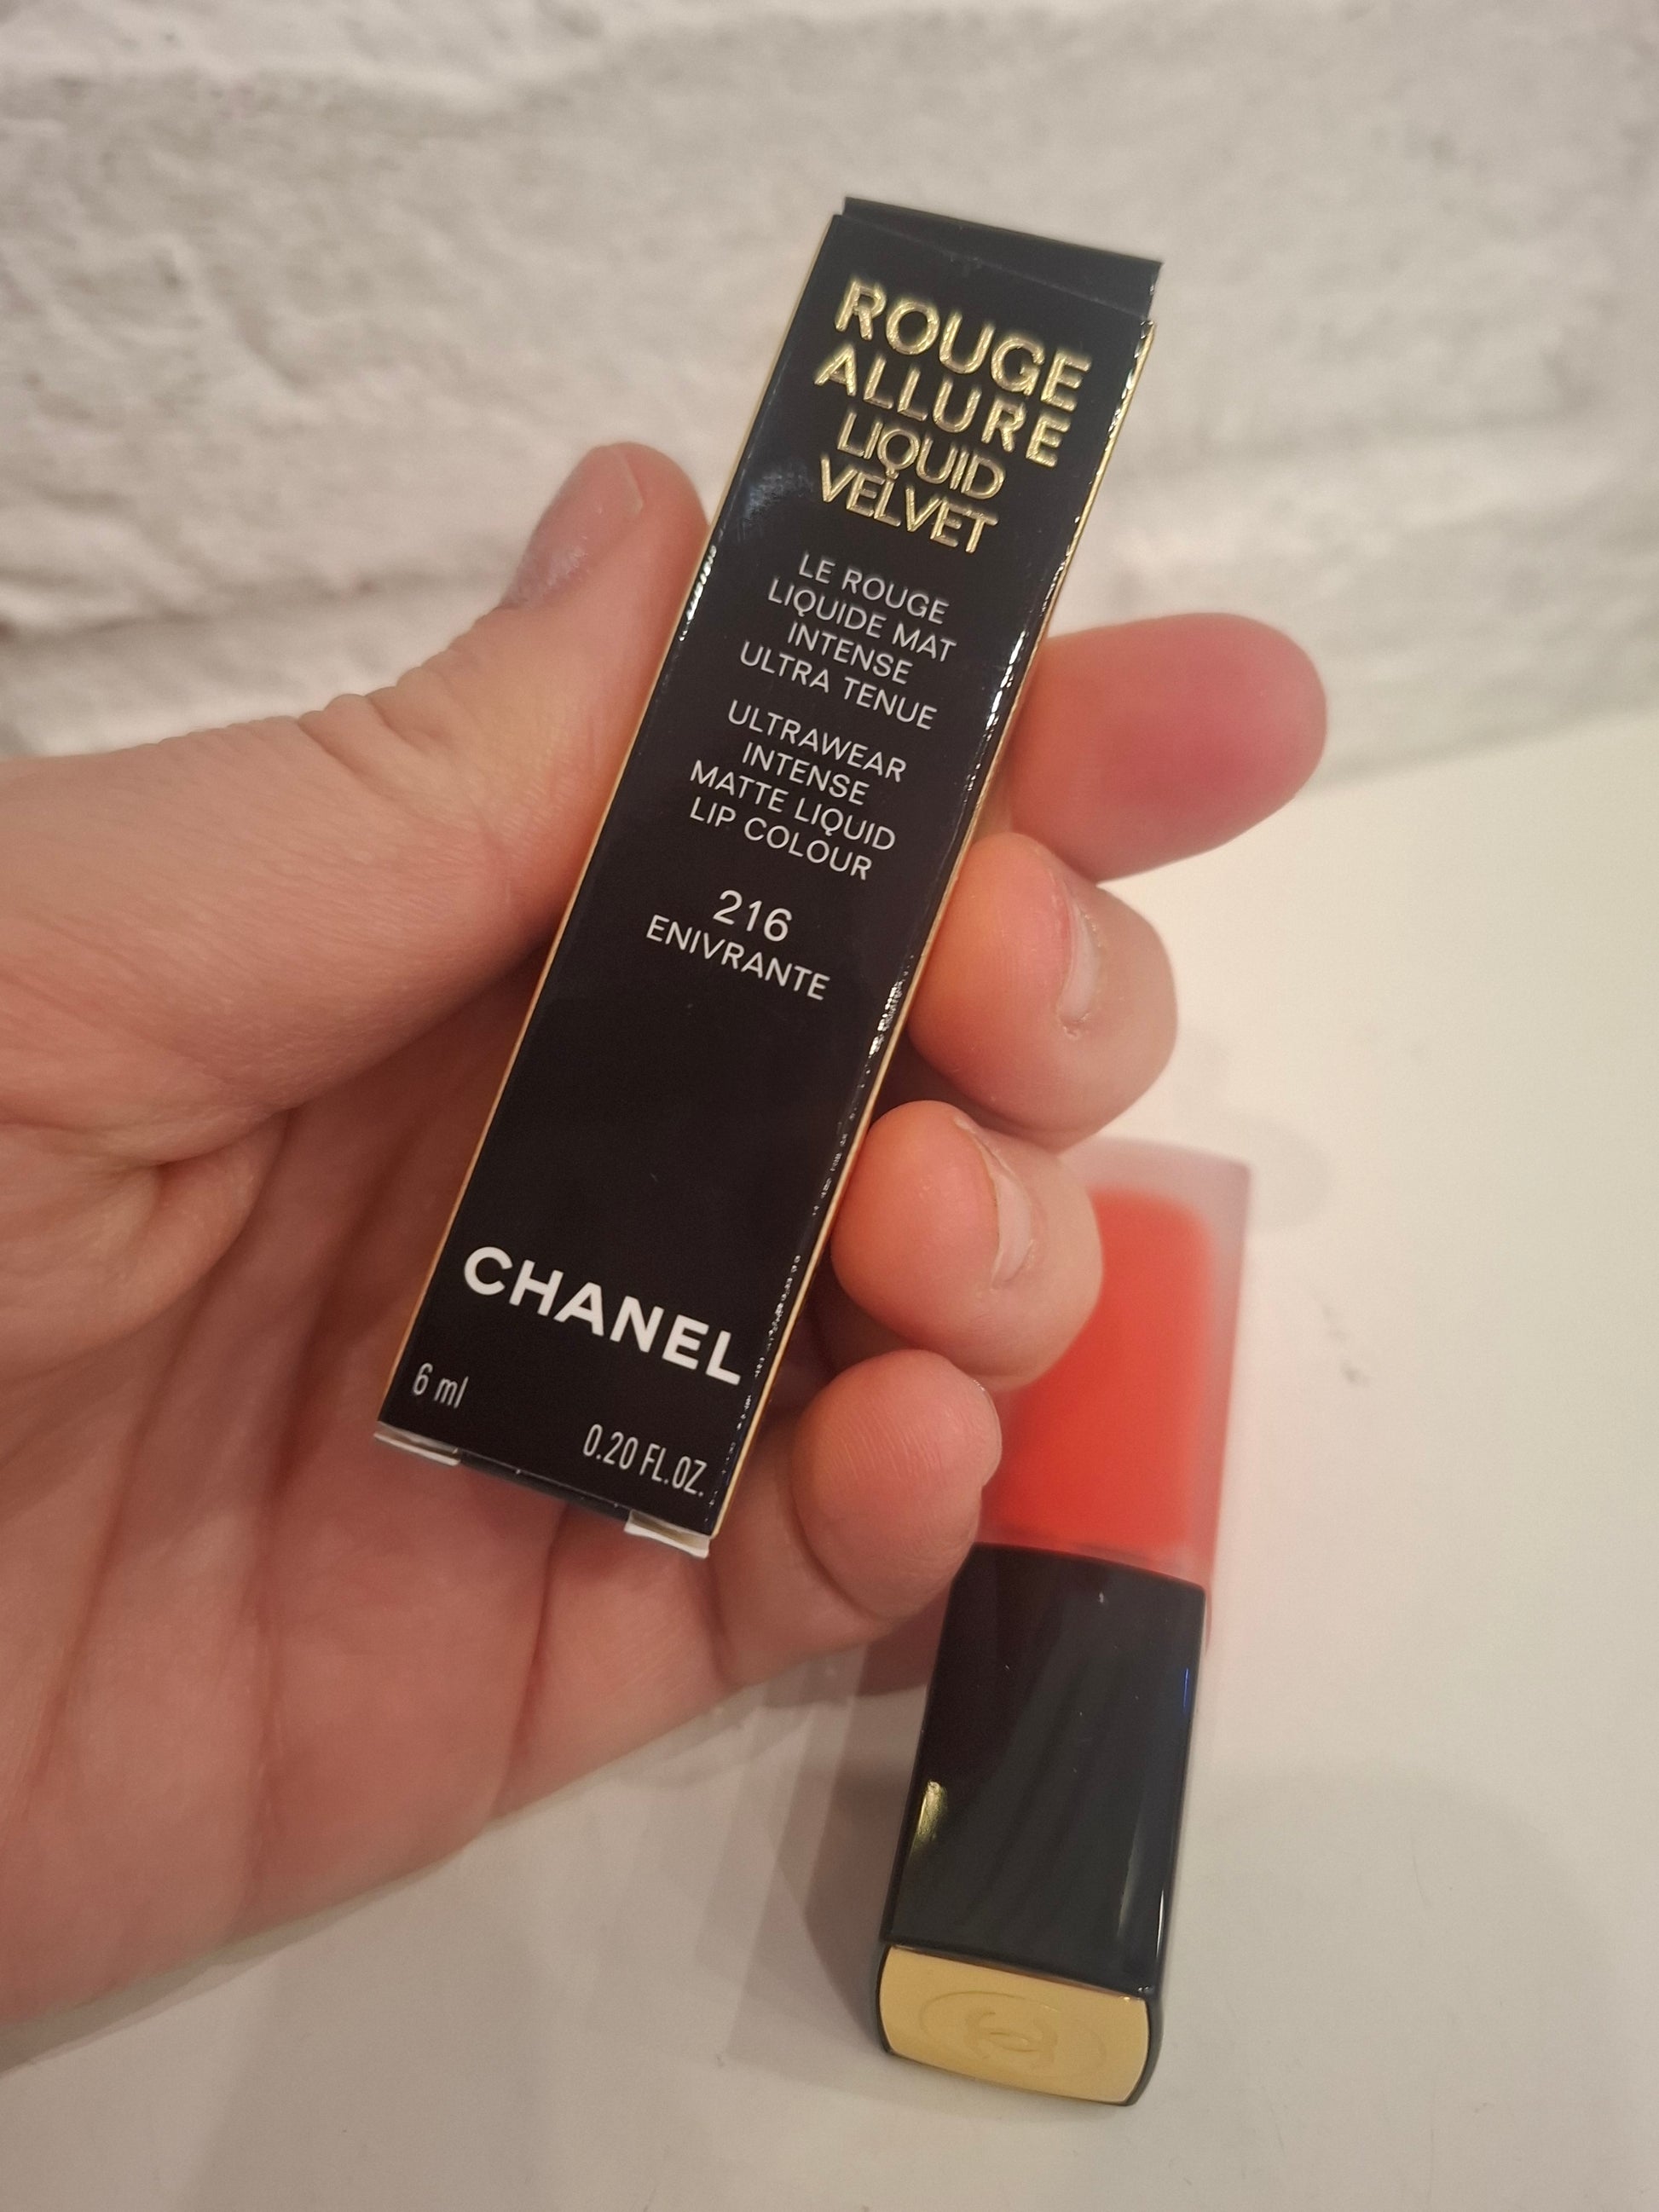 ROUGE
ALLURE
LIQUID
VELVET
LE ROUGE
LIQUIDE MAT
INTENSE
ULTRA TENUE
ULTRAWEAR
INTENSE
MATTE LIQUID
LIP COLOUR
216
ENIVRANTE
CHANEL
6 ml
0.20 FL.OZ.